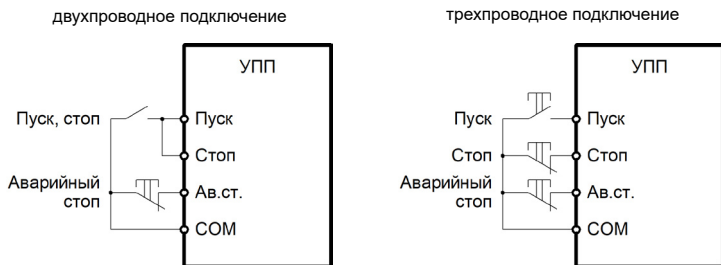 двухпроводное подключение
УПП
Пуск, стоп
Пуск
Стоп
Аварийный
стоп
Ав.ст.
COM
трехпроводное подключение
УПП
Пуск
Пуск
Стоп
Стоп
Аварийный
стоп
Ав.ст.
COM